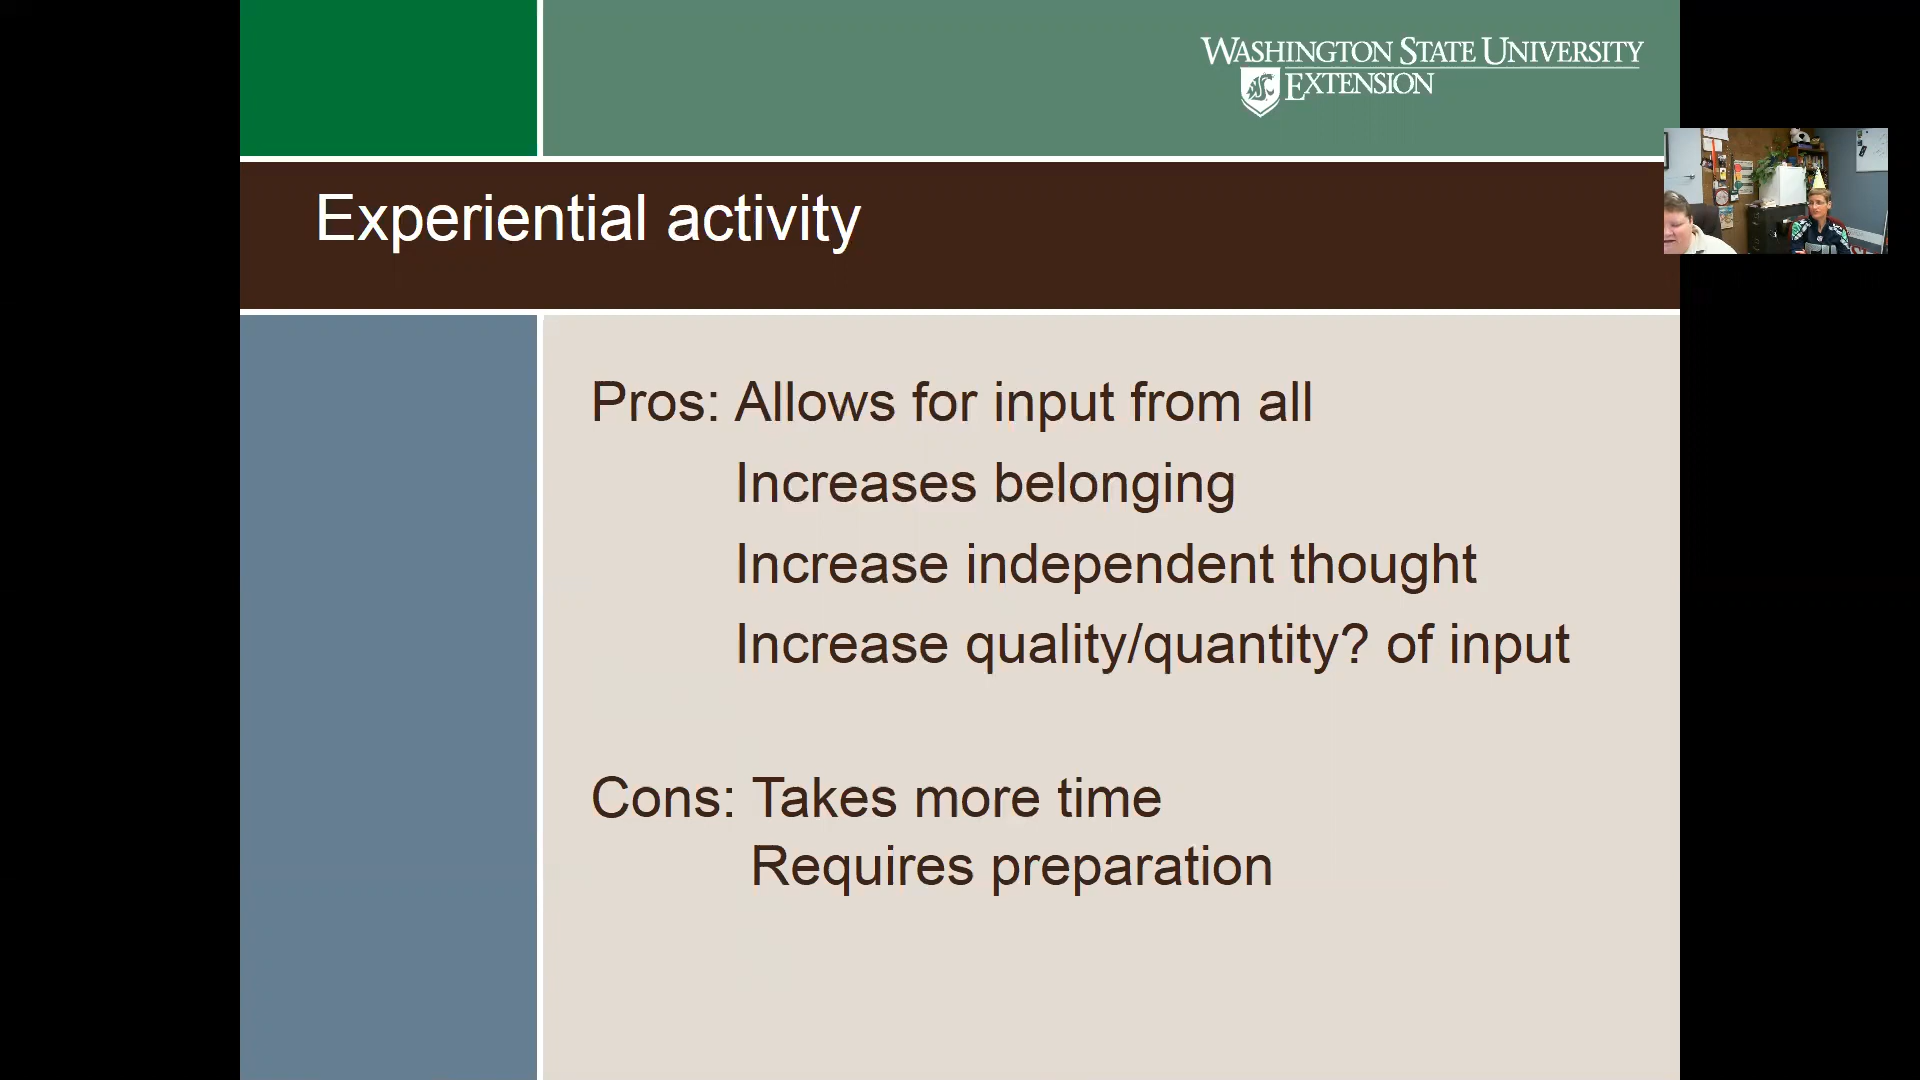 WASHINGTON STATE UNIVERSITY
EXTENSION
Experiential activity
Pros: Allows for input from all
Increases belonging
Increase independent thought
Increase quality/quantity? of input
Cons: Takes more time
Requires preparation